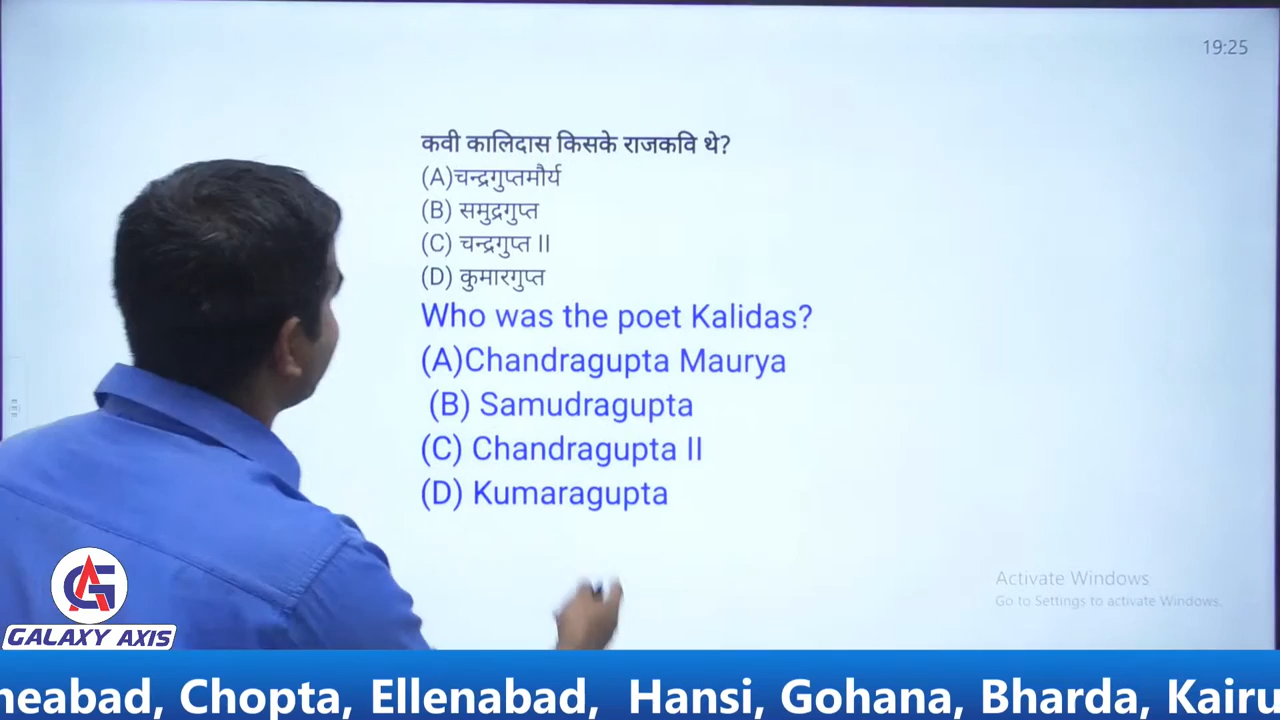 19:25
कवी कालिदास किसके राजकवि थे?
(A)चन्द्रगुप्तमौर्य
(B) समुद्रगुप्त
(C) चन्द्रगुप्त II
(D) कुमारगुप्त
Who was the poet Kalidas?
(A)Chandragupta Maurya
(B) Samudragupta
(C) Chandragupta II
(D) Kumaragupta
Activate Windows
Go to Settings to activate Windows.
GALAXY AXIS
heabad, Chopta, Ellenabad, Hansi, Gohana, Bharda, Kairu